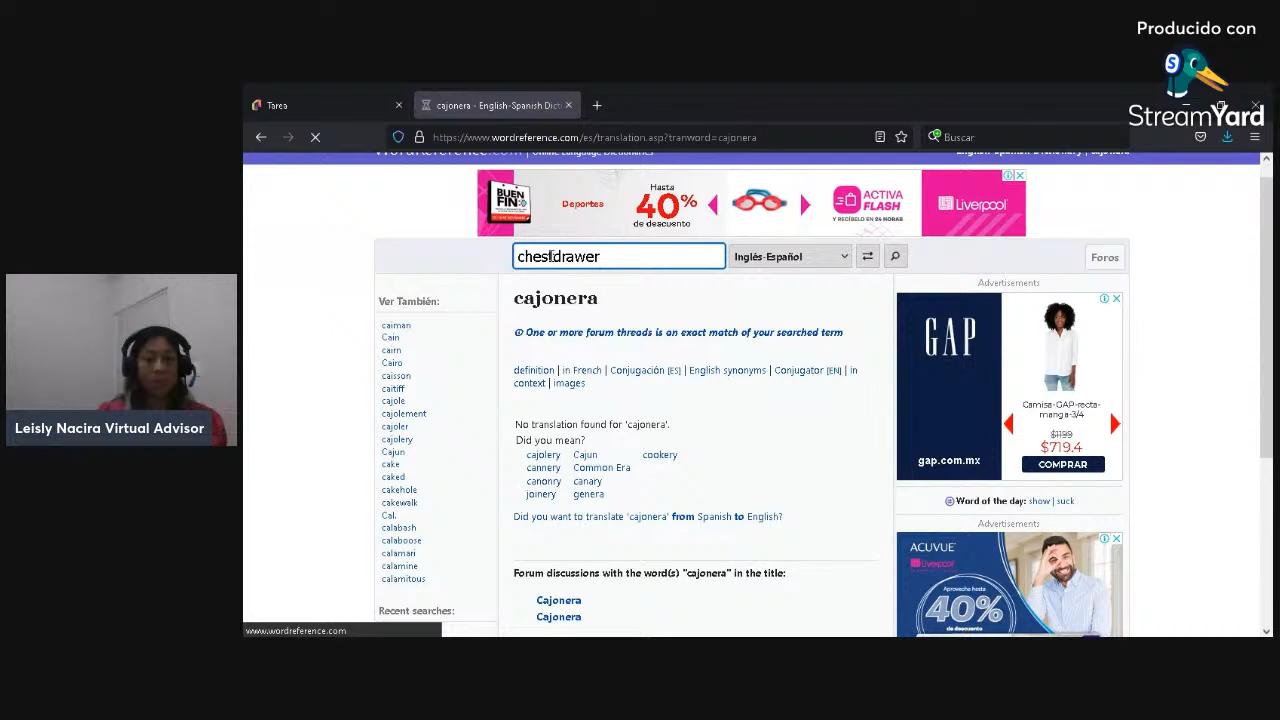 Producido con
StreamYard
Tarea
cajonera - English-Spanish Dict
https://www.wordreference.com/es/translation.asp?tranword=cajonera
Buscar
BUEN
FIN
Deportes
Hasta
40%
de descuento
ACTIVA
FLASH
Y RECÍBELO EN 24 HORAS
Liverpool
chestdrawer
Inglés-Español
Foros
Ver También:
caiman
Cain
cairn
Cairo
caisson
caitiff
cajole
cajolement
cajoler
cajolery
Cajun
cake
caked
cakehole
cakewalk
Cal.
calabash
calaboose
calamari
calamine
calamitous
Recent searches:
cajonera
One or more forum threads is an exact match of your searched term
definition | in French | Conjugación [ES] | English synonyms | Conjugator [EN] | in
context | images
No translation found for 'cajonera'.
Did you mean?
cajolery Cajun cookery
cannery Common Era
canonry canary
joinery genera
Did you want to translate 'cajonera' from Spanish to English?
Forum discussions with the word(s) "cajonera" in the title:
Cajonera
Cajonera
Advertisements
GAP
gap.com.mx
Camisa-GAP-recta-
manga-3/4
$1199
$719.4
COMPRAR
Word of the day: show | suck
Advertisements
ACUVUE
Liverpool
Aprovecha hasta
40%
de descuento
www.wordreference.com
Leisly Nacira Virtual Advisor